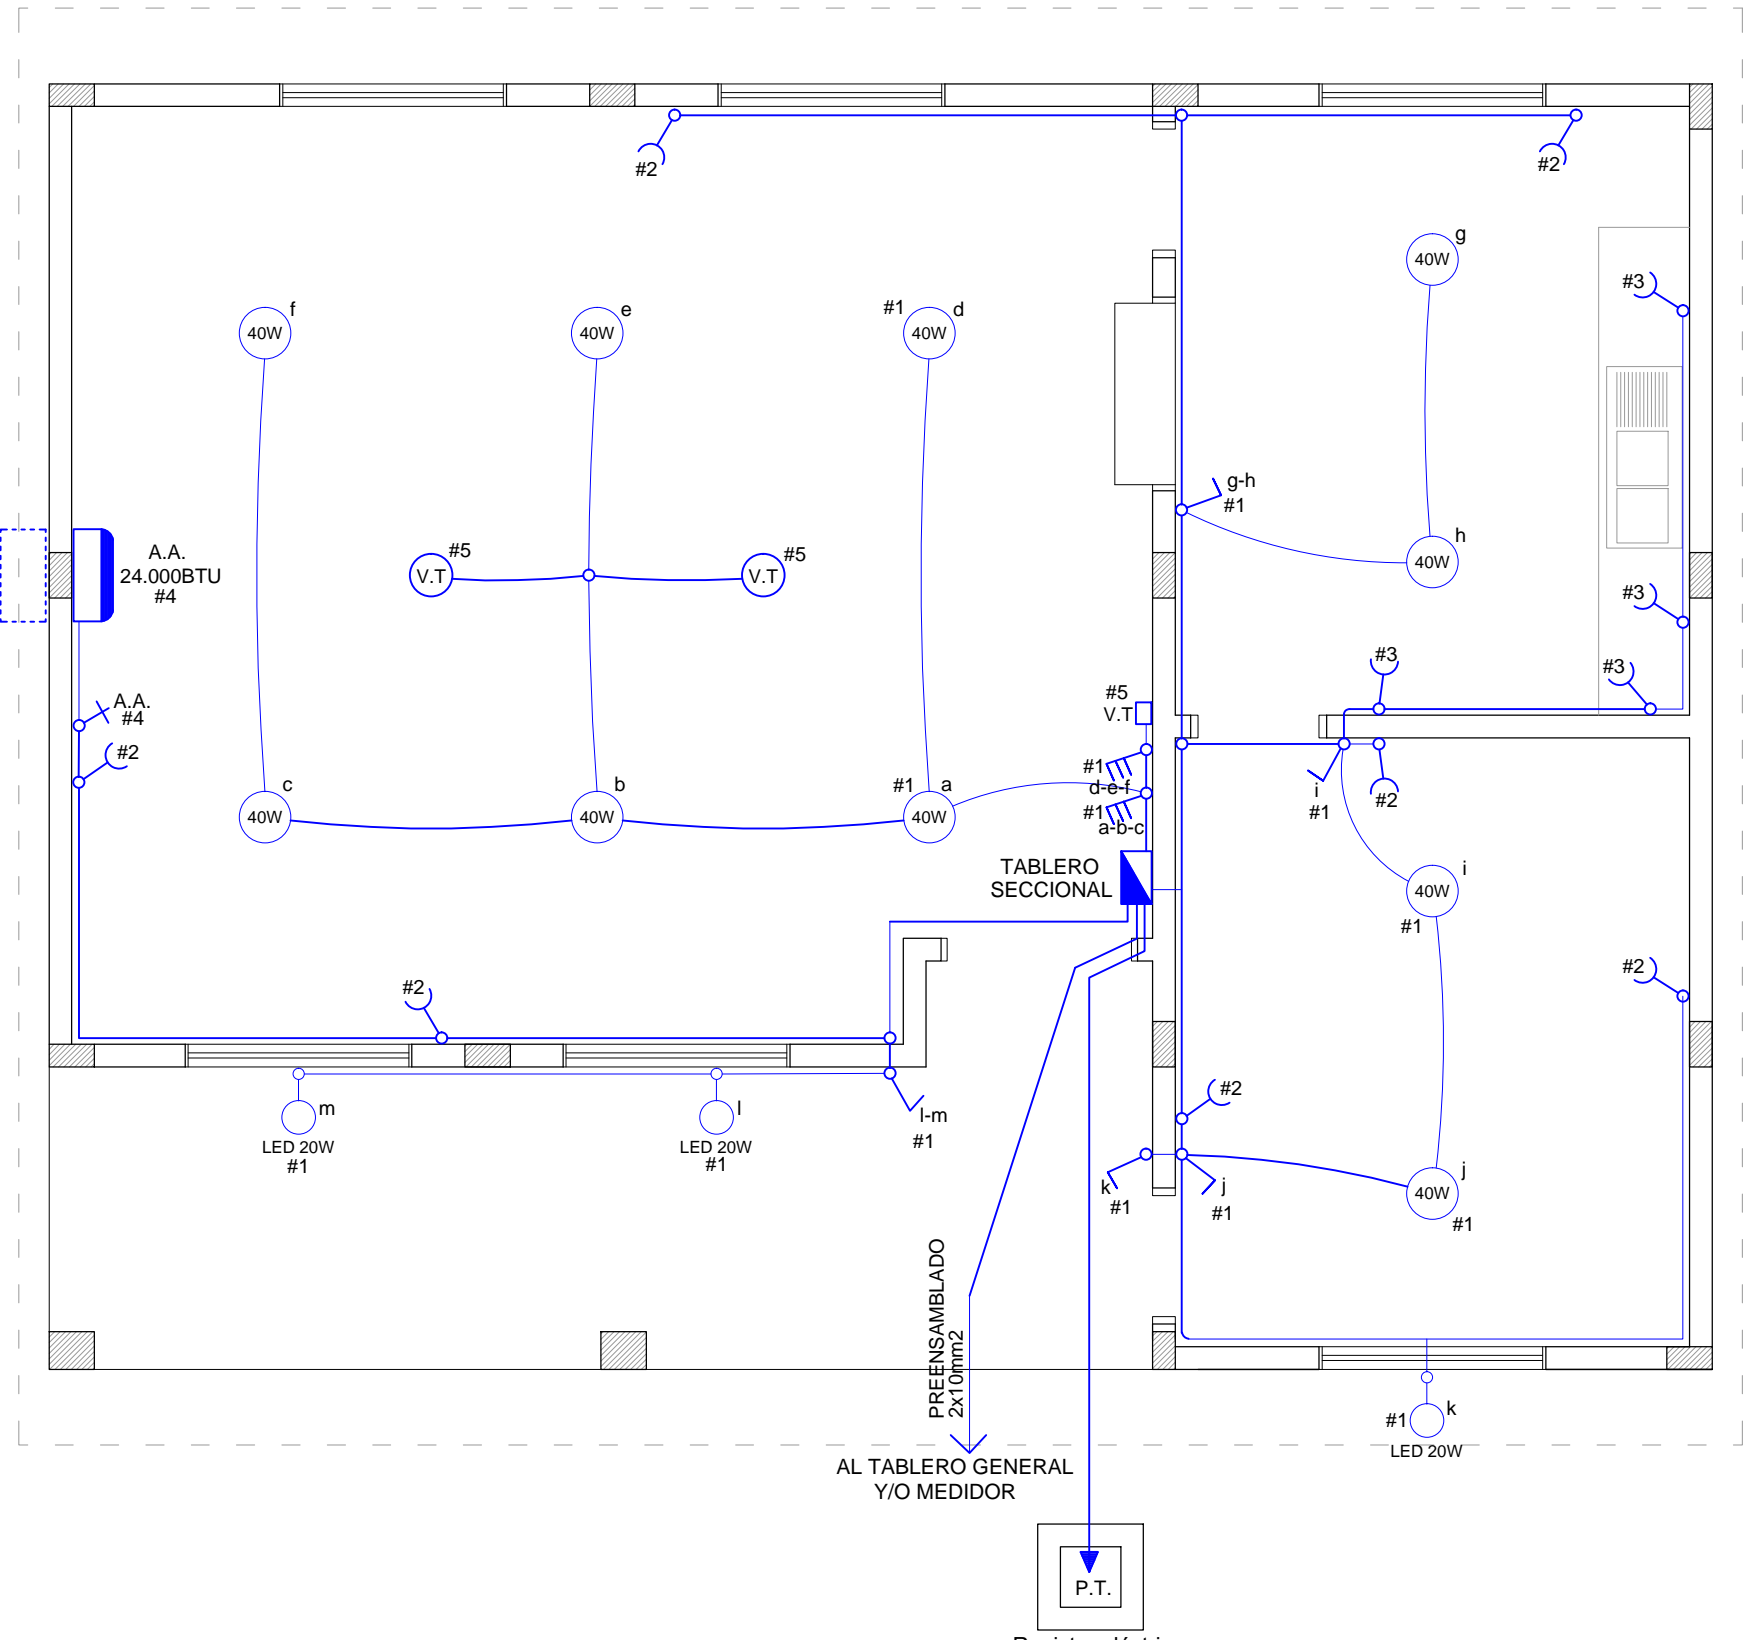 #2
#2
g
40W
#3
f
40W
e
40W
#1
d
40W
g-h
#1
h
40W
#5
V.T
#5
V.T
A.A.
24.000BTU
#4
#3
#3
#3
#5
V.T
A.A.
#4
#2
#1
d-e-f
#1
a-b-c
i
#1
#2
c
40W
b
40W
#1
a
40W
TABLERO
SECCIONAL
i
40W
#1
#2
#2
#2
m
LED 20W
#1
l
LED 20W
#1
l-m
#1
k
#1
j
#1
j
40W
#1
PREENSAMBLADO
2x10mm2
#1
k
LED 20W
AL TABLERO GENERAL
Y/O MEDIDOR
P.T.